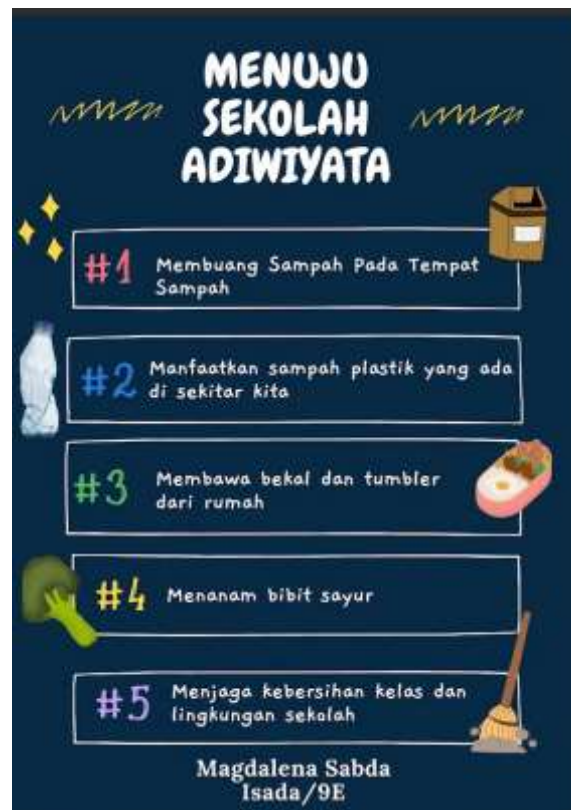 MENUJU
SEKOLAH
ADIWIYATA
#1 Membuang Sampah Pada Tempat
Sampah
#2 Manfaatkan sampah plastik yang ada
di sekitar kita
#3 Membawa bekal dan tumbler
dari rumah
#4 Menanam bibit sayur
#5 Menjaga kebersihan kelas dan
lingkungan sekolah
Magdalena Sabda
Isada/9E